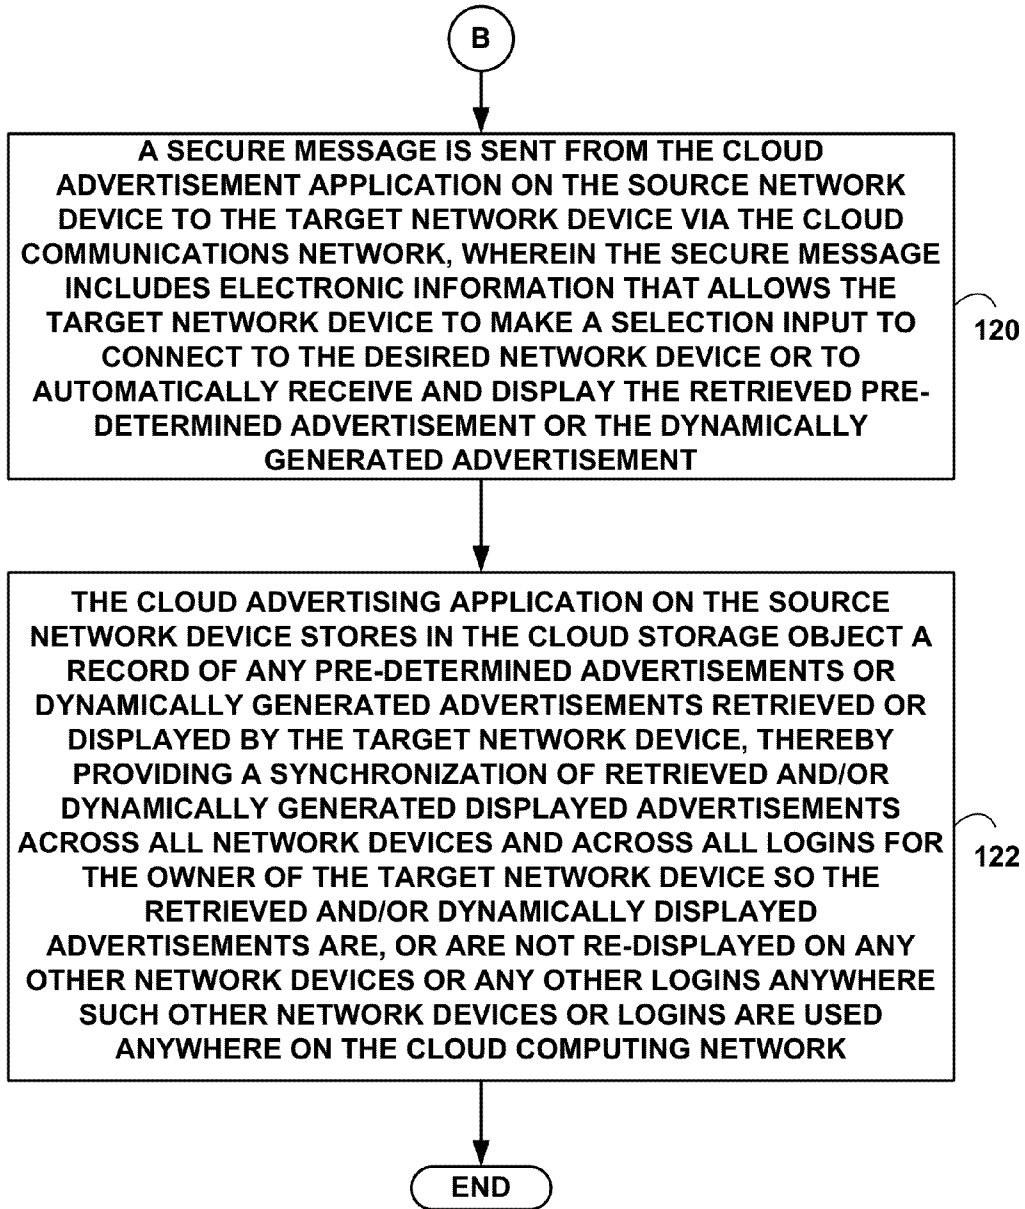 B
A SECURE MESSAGE IS SENT FROM THE CLOUD
ADVERTISEMENT APPLICATION ON THE SOURCE NETWORK
DEVICE TO THE TARGET NETWORK DEVICE VIA THE CLOUD
COMMUNICATIONS NETWORK, WHEREIN THE SECURE MESSAGE
INCLUDES ELECTRONIC INFORMATION THAT ALLOWS THE
TARGET NETWORK DEVICE TO MAKE A SELECTION INPUT TO
CONNECT TO THE DESIRED NETWORK DEVICE OR TO
AUTOMATICALLY RECEIVE AND DISPLAY THE RETRIEVED PRE-
DETERMINED ADVERTISEMENT OR THE DYNAMICALLY
GENERATED ADVERTISEMENT
120
THE CLOUD ADVERTISING APPLICATION ON THE SOURCE
NETWORK DEVICE STORES IN THE CLOUD STORAGE OBJECT A
RECORD OF ANY PRE-DETERMINED ADVERTISEMENTS OR
DYNAMICALLY GENERATED ADVERTISEMENTS RETRIEVED OR
DISPLAYED BY THE TARGET NETWORK DEVICE, THEREBY
PROVIDING A SYNCHRONIZATION OF RETRIEVED AND/OR
DYNAMICALLY GENERATED DISPLAYED ADVERTISEMENTS
ACROSS ALL NETWORK DEVICES AND ACROSS ALL LOGINS FOR
THE OWNER OF THE TARGET NETWORK DEVICE SO THE
RETRIEVED AND/OR DYNAMICALLY DISPLAYED
ADVERTISEMENTS ARE, OR ARE NOT RE-DISPLAYED ON ANY
OTHER NETWORK DEVICES OR ANY OTHER LOGINS ANYWHERE
SUCH OTHER NETWORK DEVICES OR LOGINS ARE USED
ANYWHERE ON THE CLOUD COMPUTING NETWORK
122
END